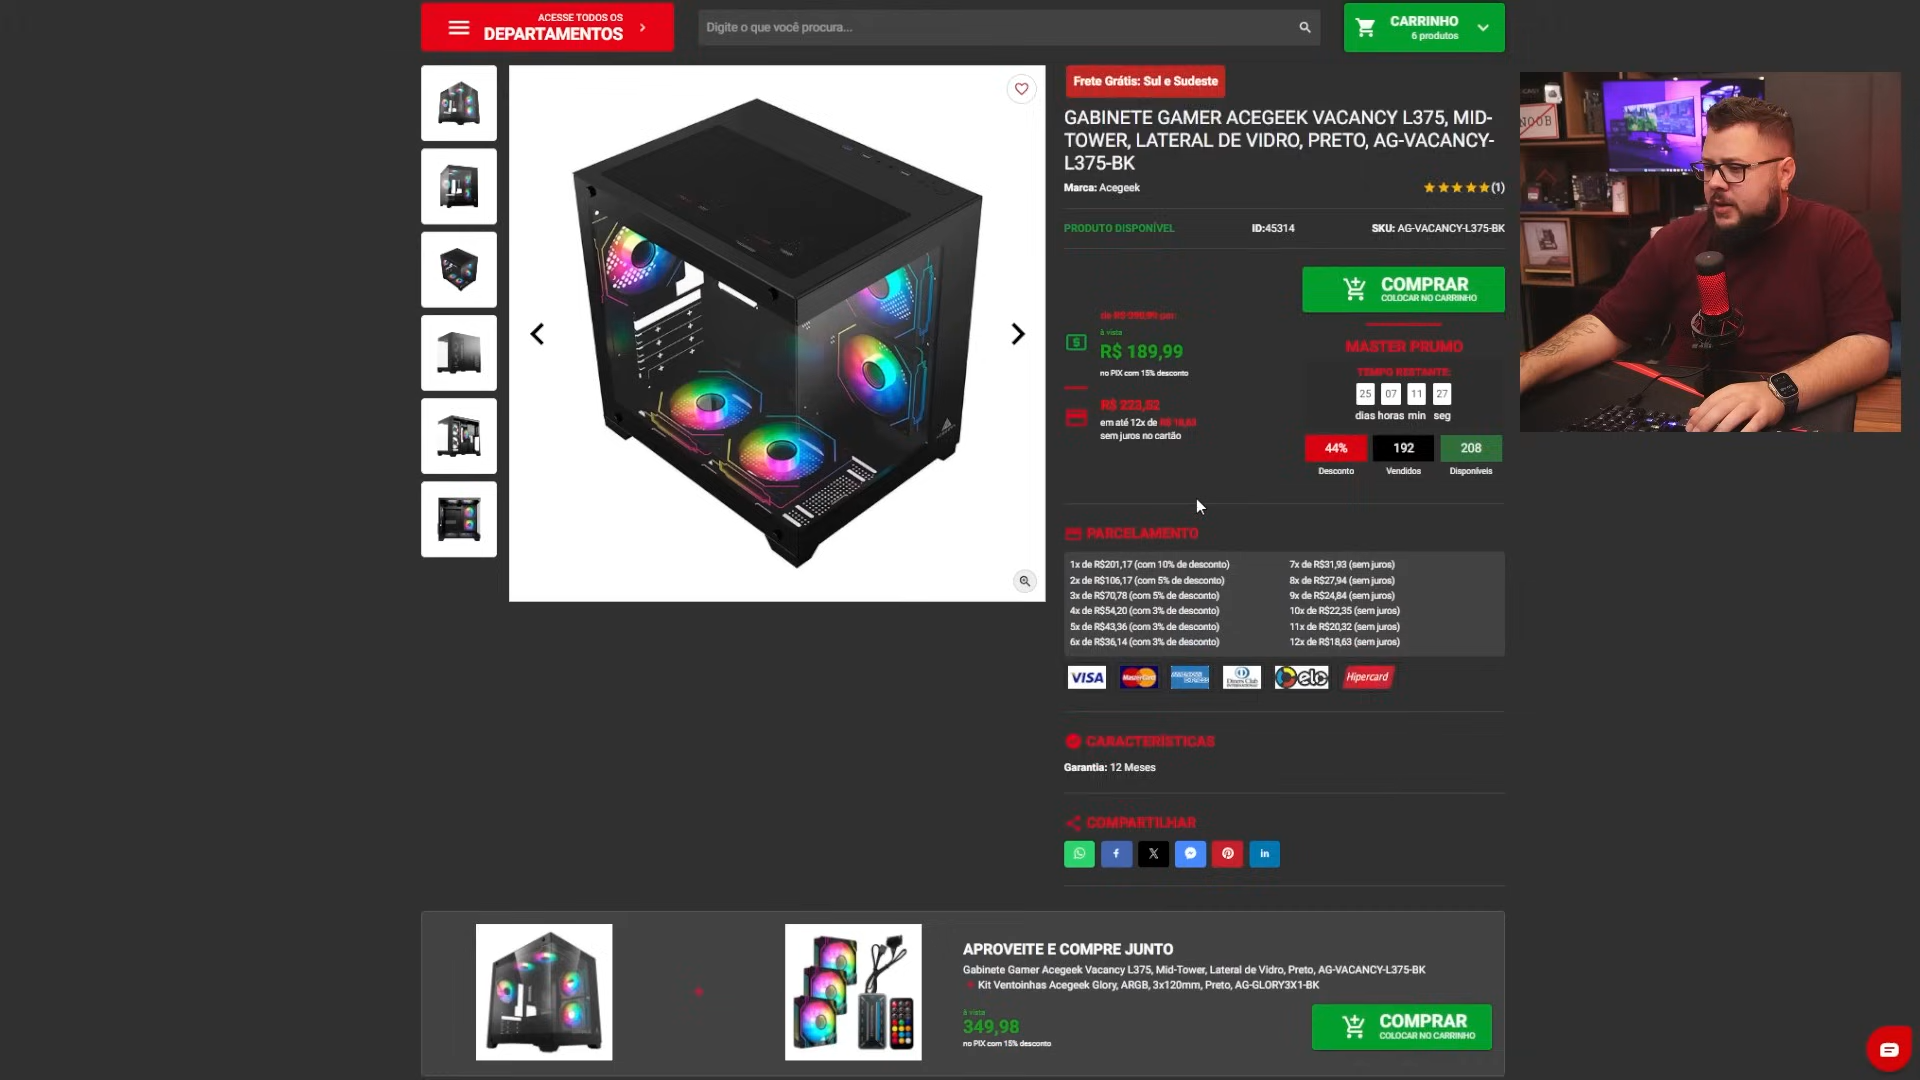 ACESSE TODOS OS
DEPARTAMENTOS
Digite o que você procura...
CARRINHO
6 produtos
Frete Grátis: Sul e Sudeste
GABINETE GAMER ACEGEEK VACANCY L375, MID-
TOWER, LATERAL DE VIDRO, PRETO, AG-VACANCY-
L375-BK
Marca: Acegeek
(1)
PRODUTO DISPONÍVEL ID:45314 SKU: AG-VACANCY-L375-BK
COMPRAR
COLOCAR NO CARRINHO
à vista
R$ 189,99
no PIX com 15% desconto
R$ 223,52
em até 12x de R$ 18,63
sem juros no cartão
MASTER PRUMO
TEMPO RESTANTE:
25 07 11 27
dias horas min seg
44% 192 208
Desconto Vendidos Disponíveis
PARCELAMENTO
1x de R$201,17 (com 10% de desconto) 7x de R$31,93 (sem juros)
2x de R$106,17 (com 5% de desconto) 8x de R$27,94 (sem juros)
3x de R$70,78 (com 5% de desconto) 9x de R$24,84 (sem juros)
4x de R$54,20 (com 3% de desconto) 10x de R$22,35 (sem juros)
5x de R$43,36 (com 3% de desconto) 11x de R$20,32 (sem juros)
6x de R$36,14 (com 3% de desconto) 12x de R$18,63 (sem juros)
VISA MasterCard AMERICAN EXPRESS Diners Club elo Hipercard
CARACTERÍSTICAS
Garantia: 12 Meses
COMPARTILHAR
APROVEITE E COMPRE JUNTO
Gabinete Gamer Acegeek Vacancy L375, Mid-Tower, Lateral de Vidro, Preto, AG-VACANCY-L375-BK
Kit Ventoinhas Acegeek Glory, ARGB, 3x120mm, Preto, AG-GLORY3X1-BK
à vista
349,98
no PIX com 15% desconto
COMPRAR
COLOCAR NO CARRINHO